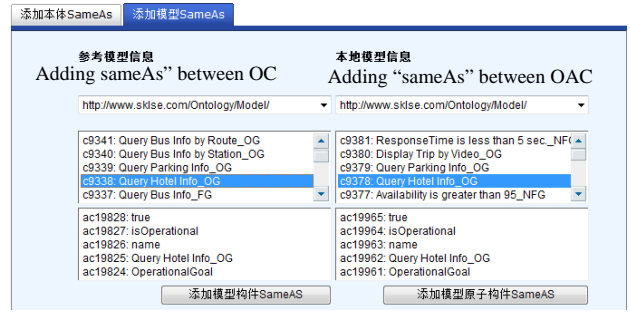 添加本体SameAs 添加模型SameAs
参考模型信息 本地模型信息
Adding sameAs” between OC Adding “sameAs” between OAC
http://www.sklse.com/Ontology/Model/ http://www.sklse.com/Ontology/Model/
c9341: Query Bus Info by Route_OG c9381: ResponseTime is less than 5 sec._NF(
c9340: Query Bus Info by Station_OG c9380: Display Trip by Video_OG
c9339: Query Parking Info_OG c9379: Query Parking Info_OG
c9338: Query Hotel Info_OG c9378: Query Hotel Info_OG
c9337: Query Bus Info_FG c9377: Availability is greater than 95_NFG
ac19828: true ac19965: true
ac19827: isOperational ac19964: isOperational
ac19826: name ac19963: name
ac19825: Query Hotel Info_OG ac19962: Query Hotel Info_OG
ac19824: OperationalGoal ac19961: OperationalGoal
添加模型构件SameAS 添加模型原子构件SameAS